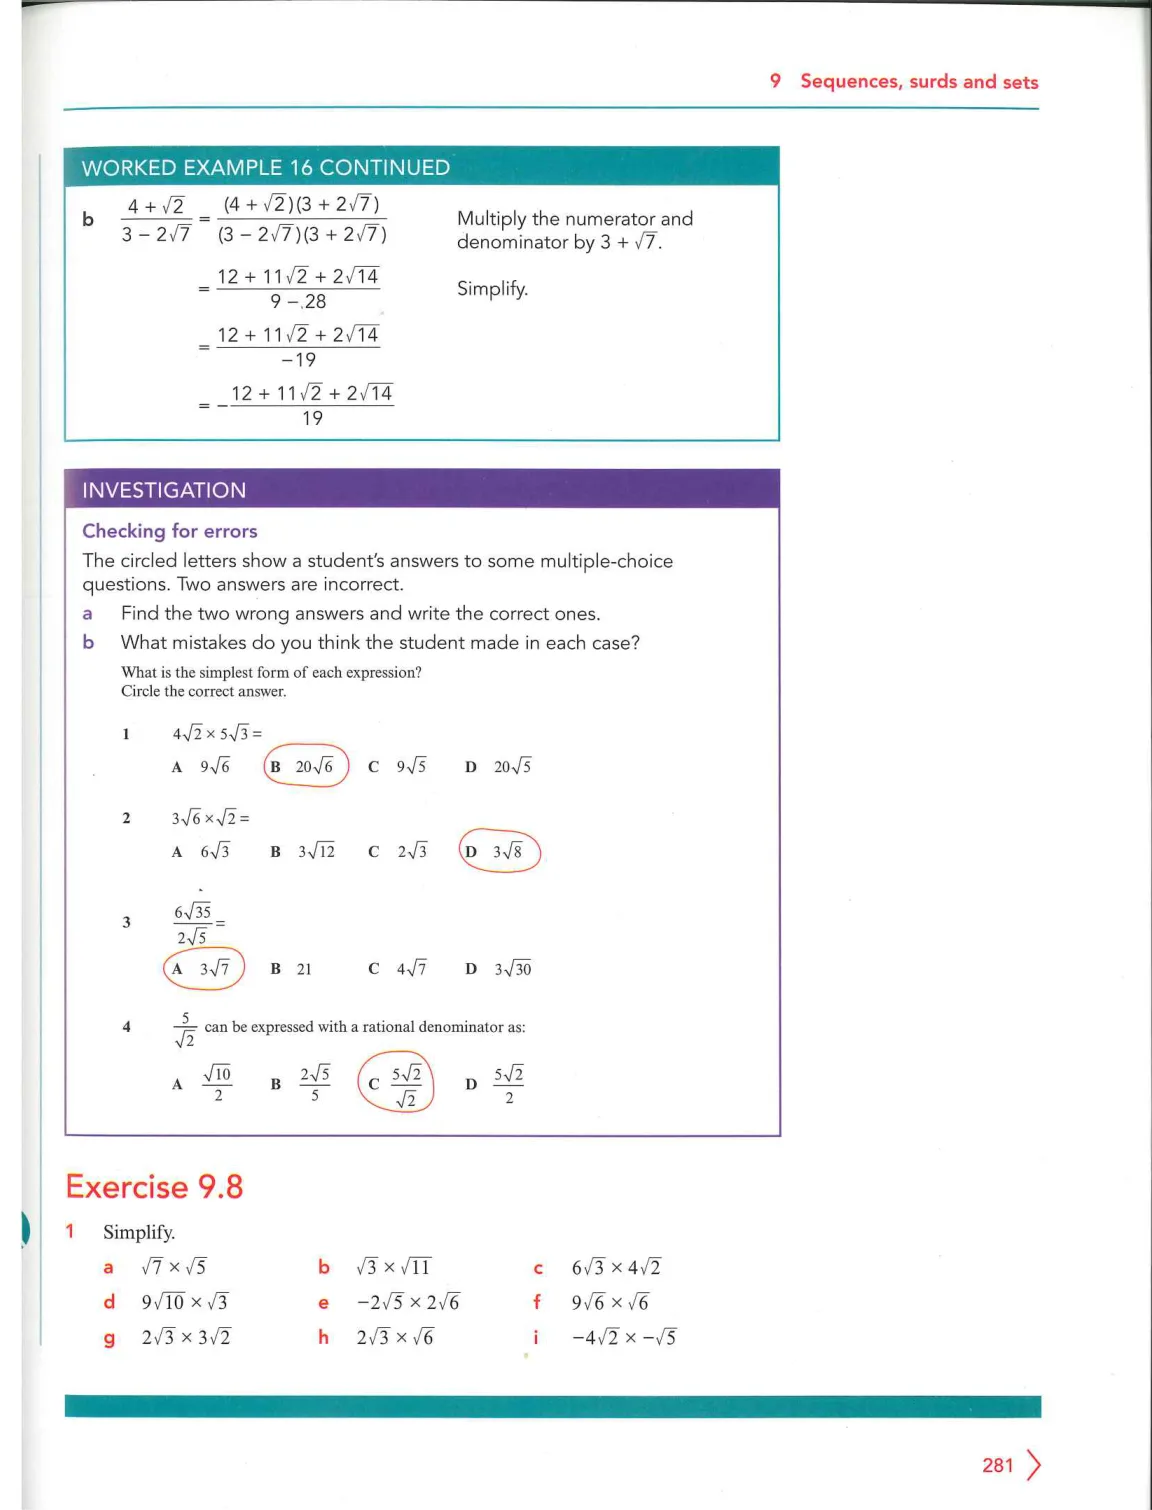 9 Sequences, surds and sets
WORKED EXAMPLE 16 CONTINUED
b (4 + √2)/(3 − 2√7) = ((4 + √2)(3 + 2√7))/((3 − 2√7)(3 + 2√7))
Multiply the numerator and
denominator by 3 + √7.
= (12 + 11√2 + 2√14)/(9 − 28)
Simplify.
= (12 + 11√2 + 2√14)/(−19)
= −(12 + 11√2 + 2√14)/19
INVESTIGATION
Checking for errors
The circled letters show a student's answers to some multiple-choice
questions. Two answers are incorrect.
a Find the two wrong answers and write the correct ones.
b What mistakes do you think the student made in each case?
What is the simplest form of each expression?
Circle the correct answer.
1 4√2 × 5√3 =
A 9√6 B 20√6 C 9√5 D 20√5
2 3√6 × √2 =
A 6√3 B 3√12 C 2√3 D 3√8
3 6√35/2√5 =
A 3√7 B 21 C 4√7 D 3√30
4 5/√2 can be expressed with a rational denominator as:
A √10/2 B 2√5/5 C 5√2/√2 D 5√2/2
Exercise 9.8
1 Simplify.
a √7 × √5 b √3 × √11 c 6√3 × 4√2
d 9√10 × √3 e −2√5 × 2√6 f 9√6 × √6
g 2√3 × 3√2 h 2√3 × √6 i −4√2 × −√5
281